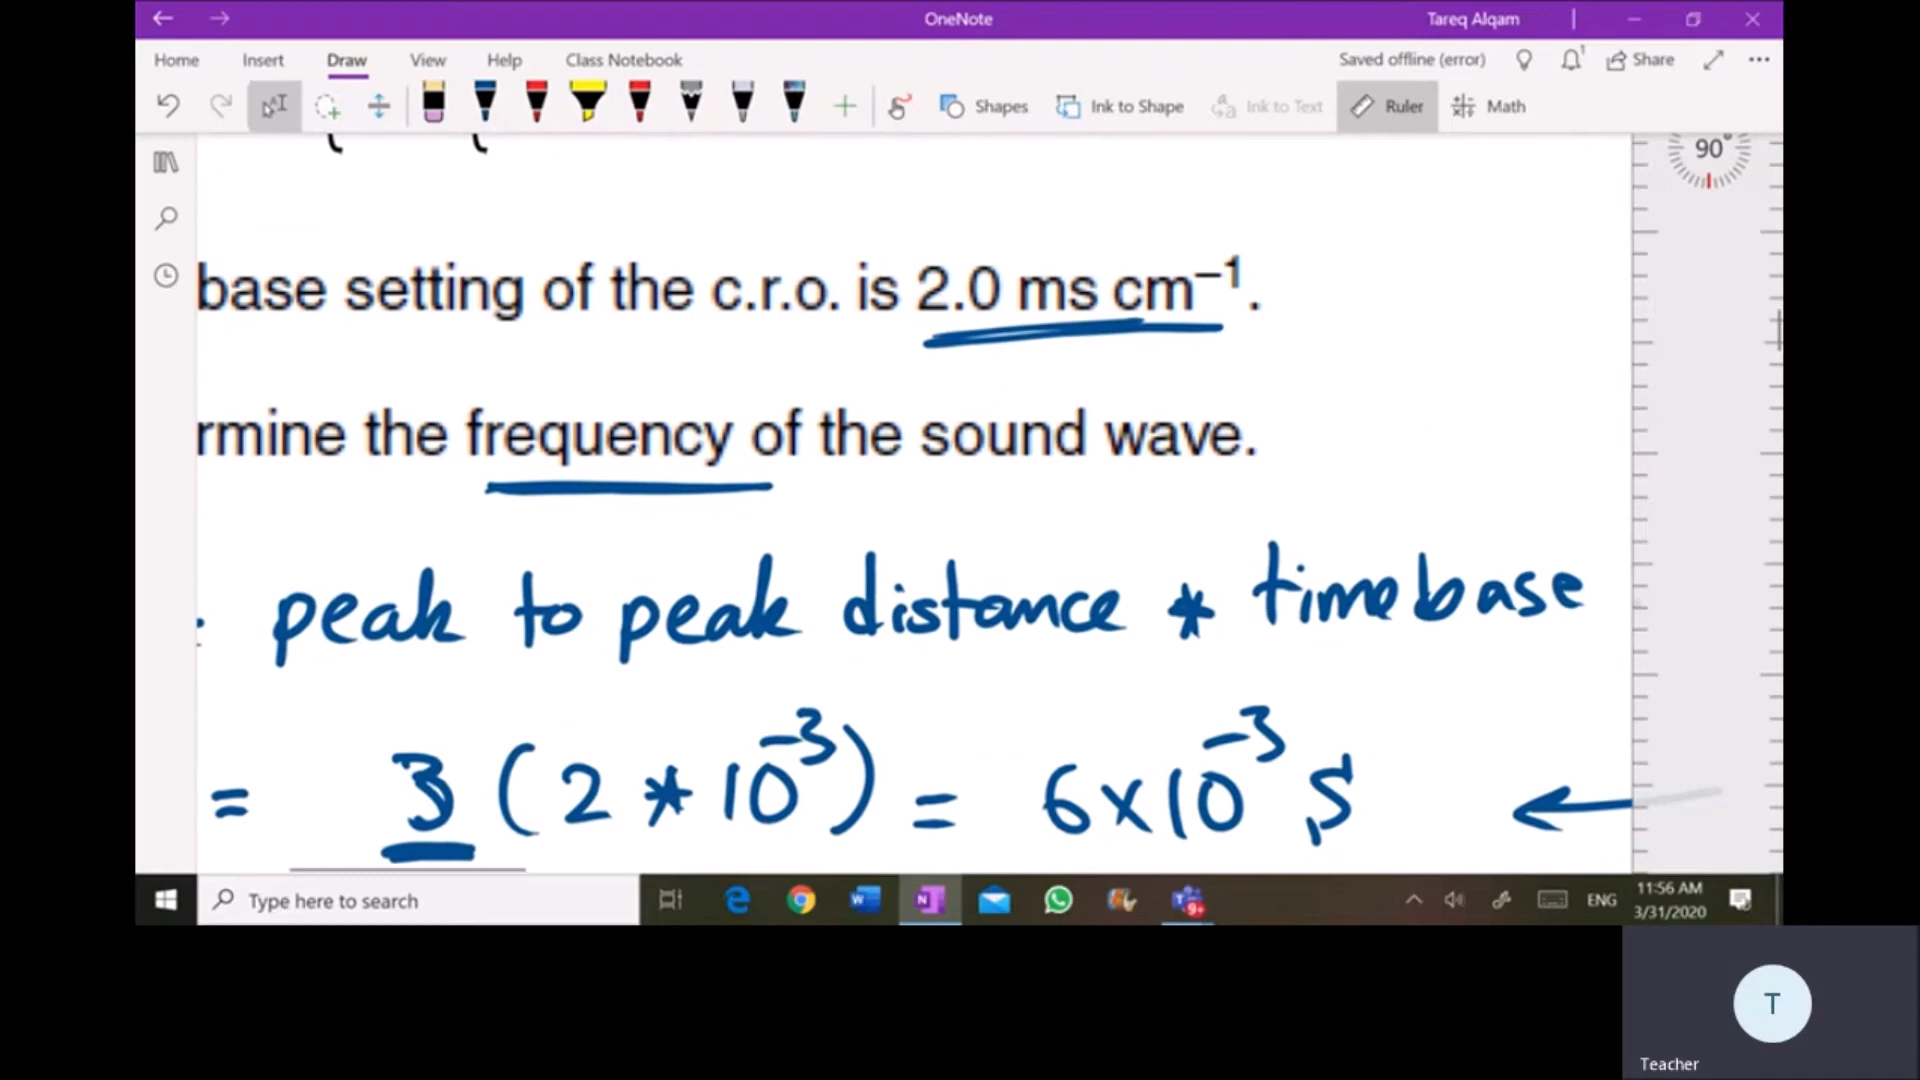 OneNote
Tareq Alqam
Home Insert Draw View Help Class Notebook
Saved offline (error) 1 Share
Shapes Ink to Shape Ink to Text Ruler Math
90°
base setting of the c.r.o. is 2.0 ms cm⁻¹.
rmine the frequency of the sound wave.
peak to peak distance * timebase
= 3 (2 * 10⁻³) = 6x10⁻³ s
Type here to search
9+
ENG
11:56 AM
3/31/2020
T
Teacher